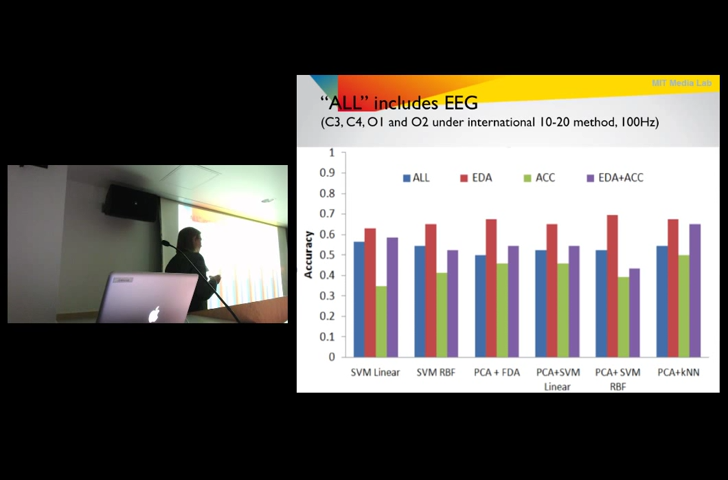 MIT Media Lab
“ALL” includes EEG
(C3, C4, O1 and O2 under international 10-20 method, 100Hz)
1
0.9
0.8
0.7
0.6
0.5
0.4
0.3
0.2
0.1
0
Accuracy
ALL EDA ACC EDA+ACC
SVM Linear SVM RBF PCA + FDA PCA+SVM PCA+ SVM PCA+kNN
Linear RBF